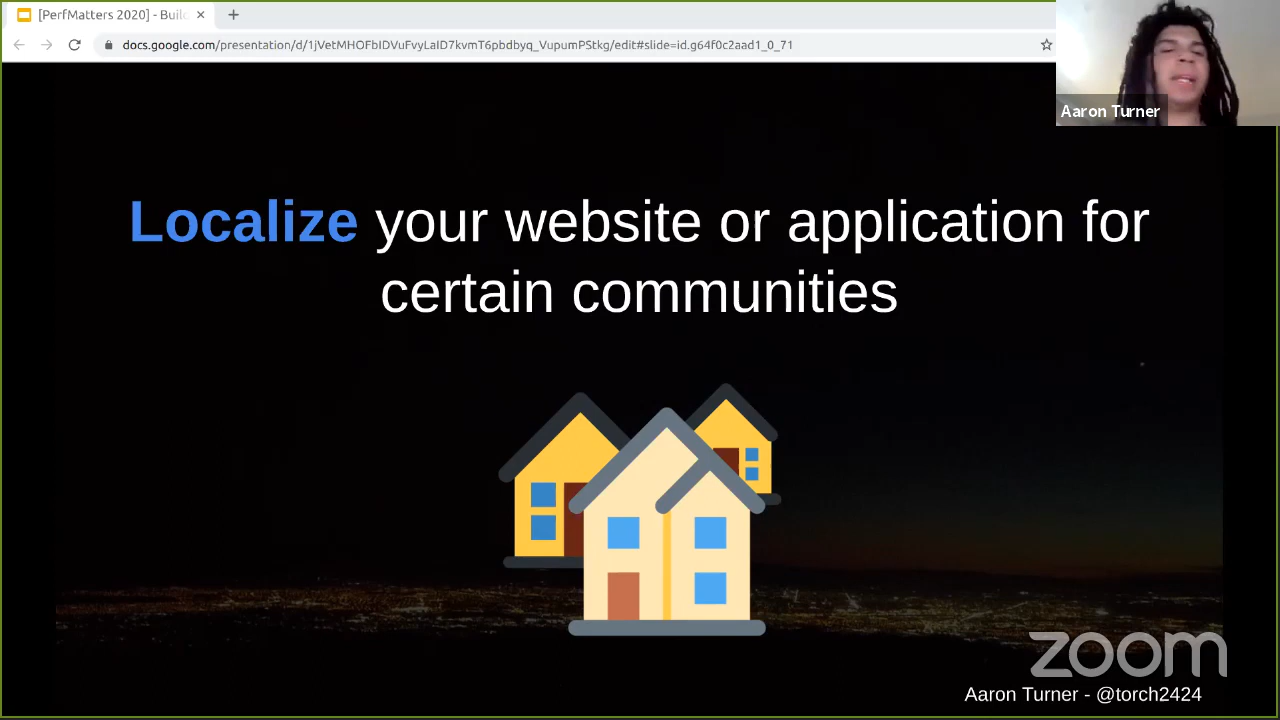 [PerfMatters 2020] - Buil
docs.google.com/presentation/d/1jVetMHOFbIDVuFvyLaID7kvmT6pbdbyq_VupumPStkg/edit#slide=id.g64f0c2aad1_0_71
Aaron Turner
Localize your website or application for
certain communities
zoom
Aaron Turner - @torch2424